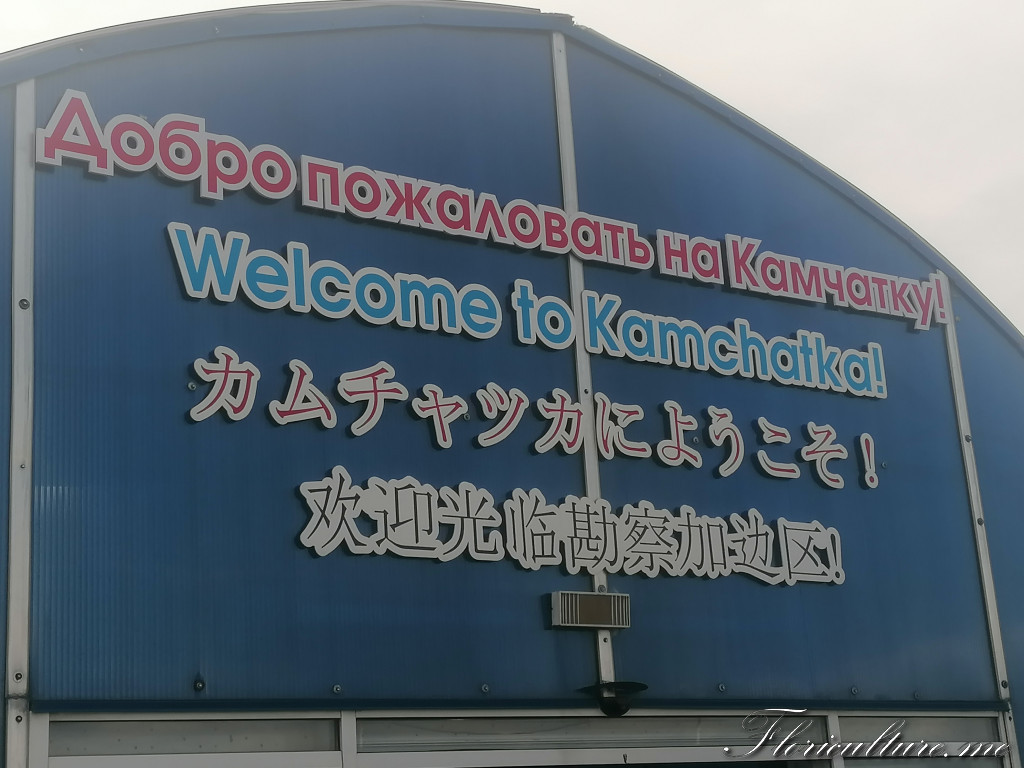 Добро пожаловать на Камчатку!
Welcome to Kamchatka!
カムチャツカにようこそ！
欢迎光临勘察加边区!
Floriculture.me